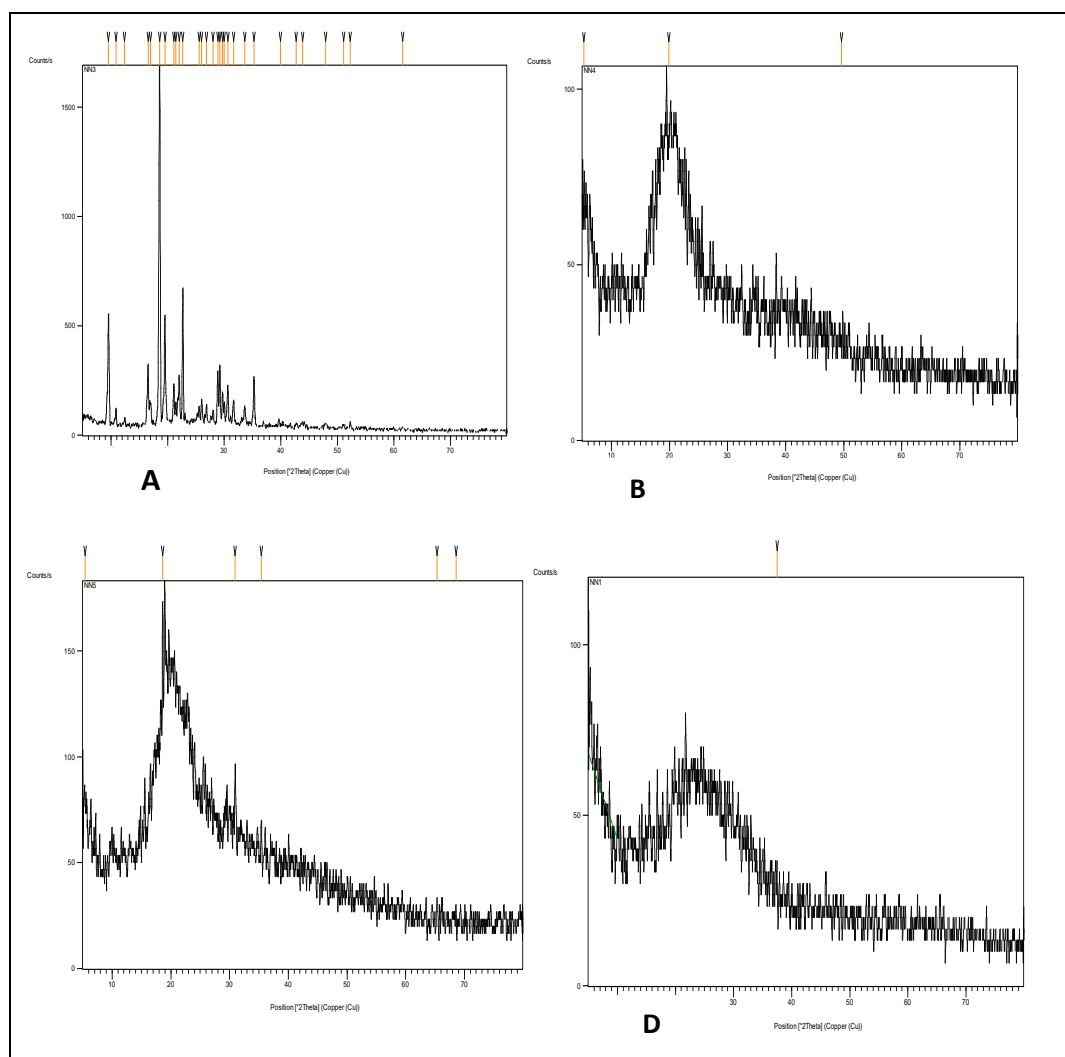 Counts/s
NN3
1500
1000
500
0
30 40 50 60 70
Position [°2Theta] (Copper (Cu))
A
Counts/s
NN4
100
50
0
10 20 30 40 50 60 70
Position [°2Theta] (Copper (Cu))
B
Counts/s
NN5
150
100
50
0
10 20 30 40 50 60 70
Position [°2Theta] (Copper (Cu))
Counts/s
NN1
100
50
0
30 40 50 60 70
Position [°2Theta] (Copper (Cu))
D